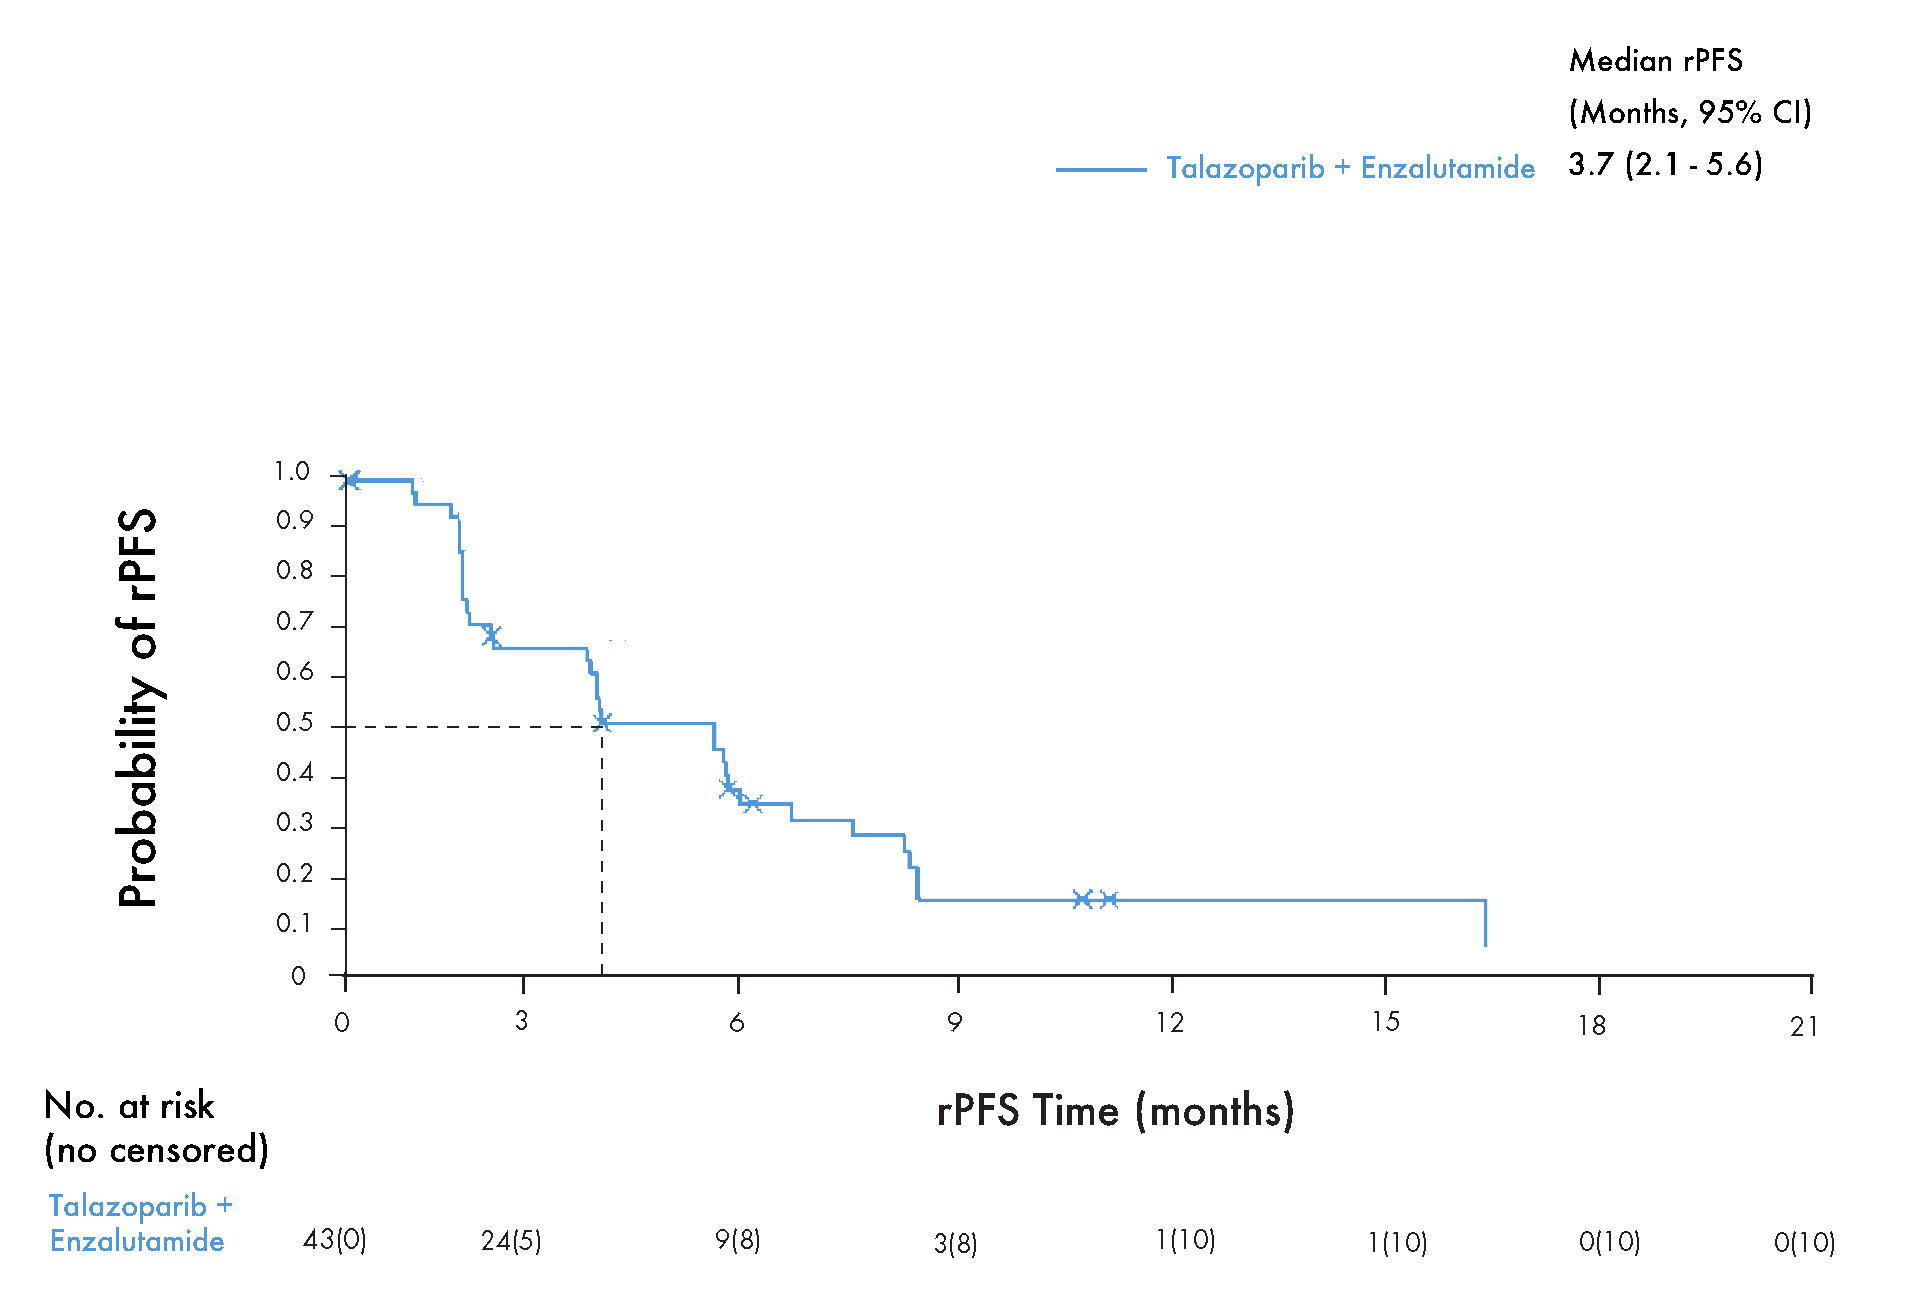 Median rPFS
(Months, 95% CI)
Talazoparib + Enzalutamide 3.7 (2.1 - 5.6)
Probability of rPFS
1.0
0.9
0.8
0.7
0.6
0.5
0.4
0.3
0.2
0.1
0
0 3 6 9 12 15 18 21
rPFS Time (months)
No. at risk
(no censored)
Talazoparib +
Enzalutamide 43(0) 24(5) 9(8) 3(8) 1(10) 1(10) 0(10) 0(10)